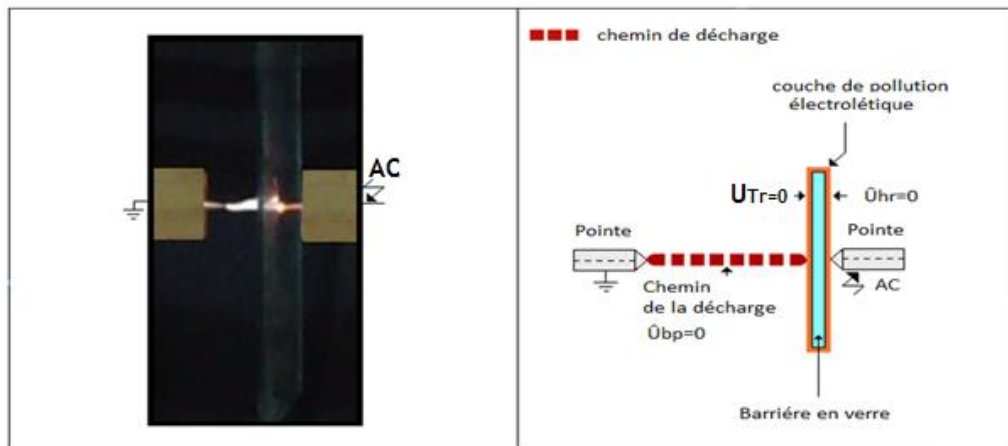 AC
chemin de décharge
couche de pollution
électrolétique
UTr=0
Ûhr=0
Pointe
Pointe
Chemin
de la décharge
Ûbp=0
AC
Barriére en verre